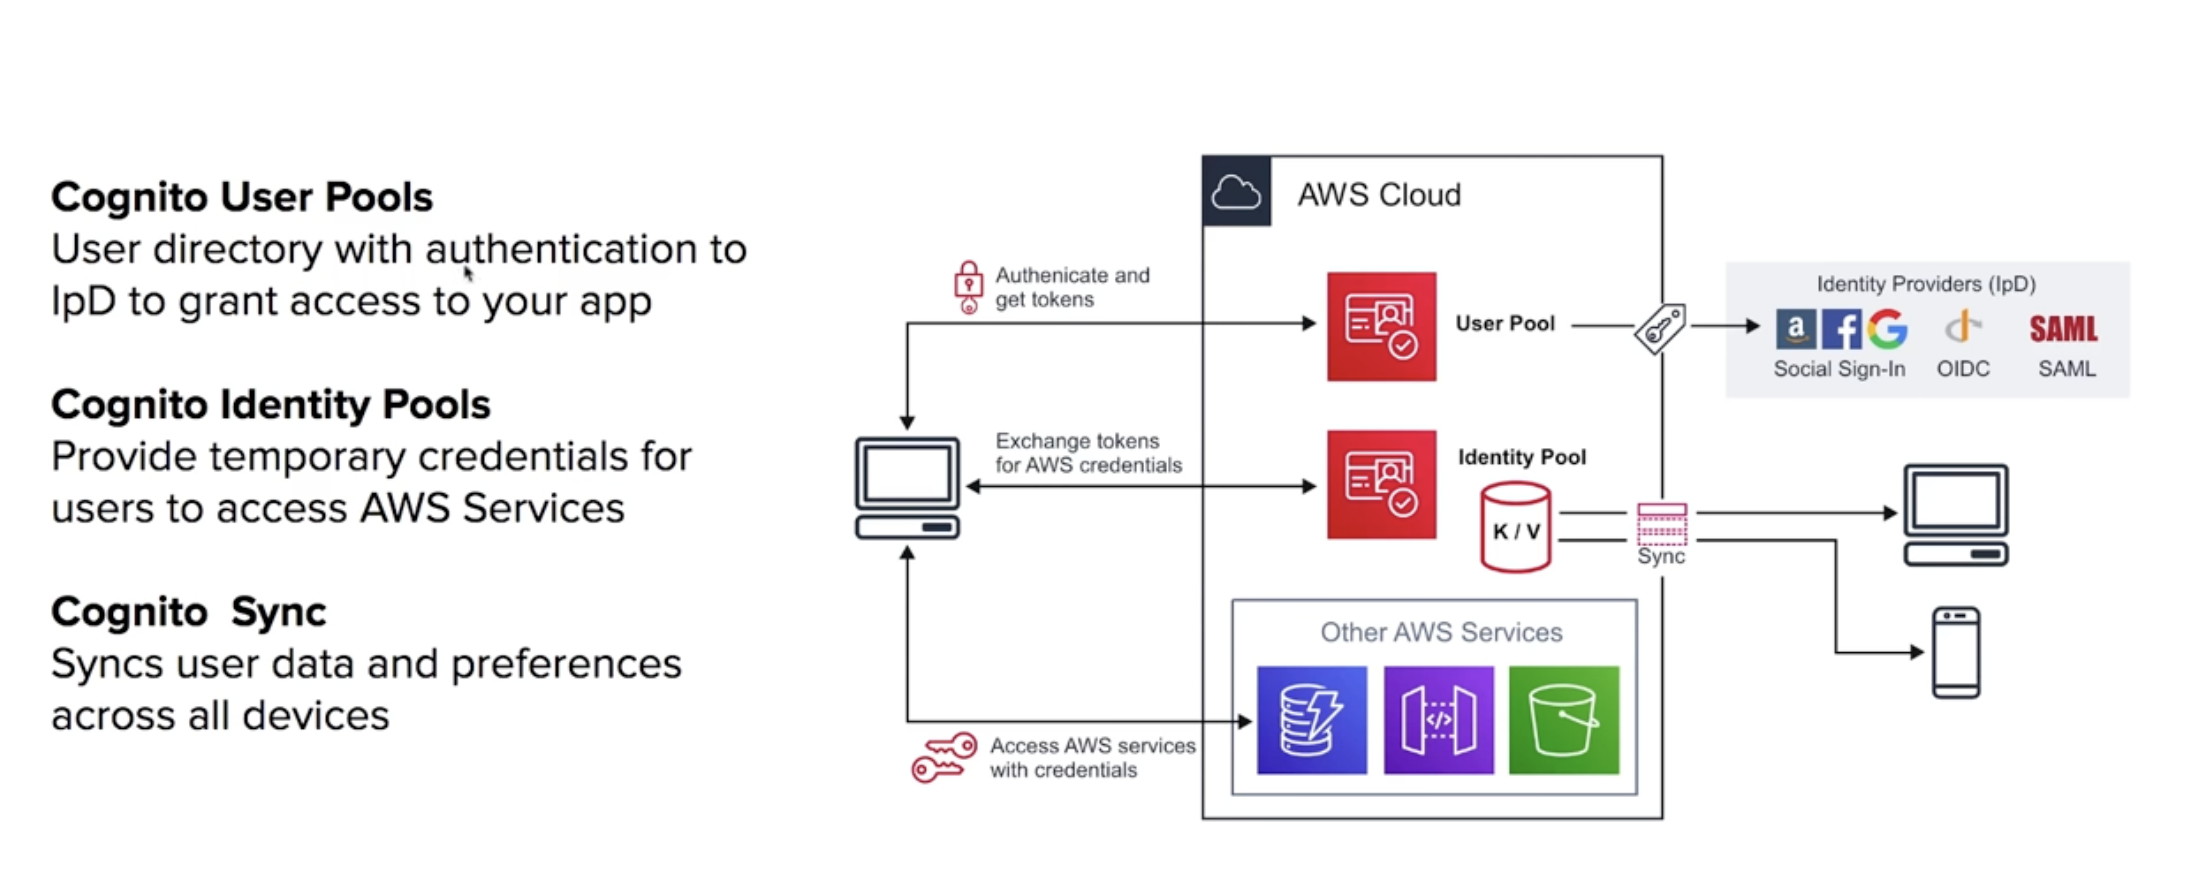 Cognito User Pools
User directory with authentication to
IpD to grant access to your app
Cognito Identity Pools
Provide temporary credentials for
users to access AWS Services
Cognito  Sync
Syncs user data and preferences
across all devices
AWS Cloud
Authenicate and
get tokens
User Pool
Identity Providers (IpD)
a f G
SAML
Social Sign-In
OIDC
SAML
Exchange tokens
for AWS credentials
Identity Pool
K / V
Sync
Other AWS Services
</>
Access AWS services
with credentials